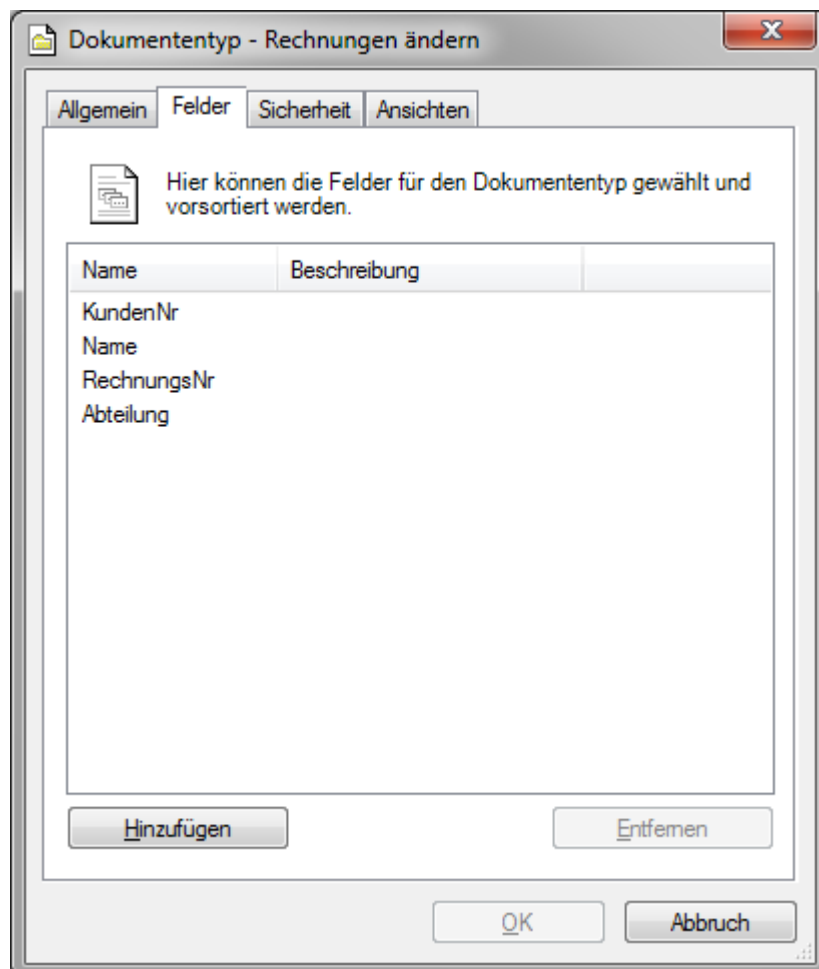 Dokumententyp - Rechnungen ändern
Allgemein Felder Sicherheit Ansichten
Hier können die Felder für den Dokumententyp gewählt und
vorsortiert werden.
Name Beschreibung
KundenNr
Name
RechnungsNr
Abteilung
Hinzufügen Entfernen
OK Abbruch